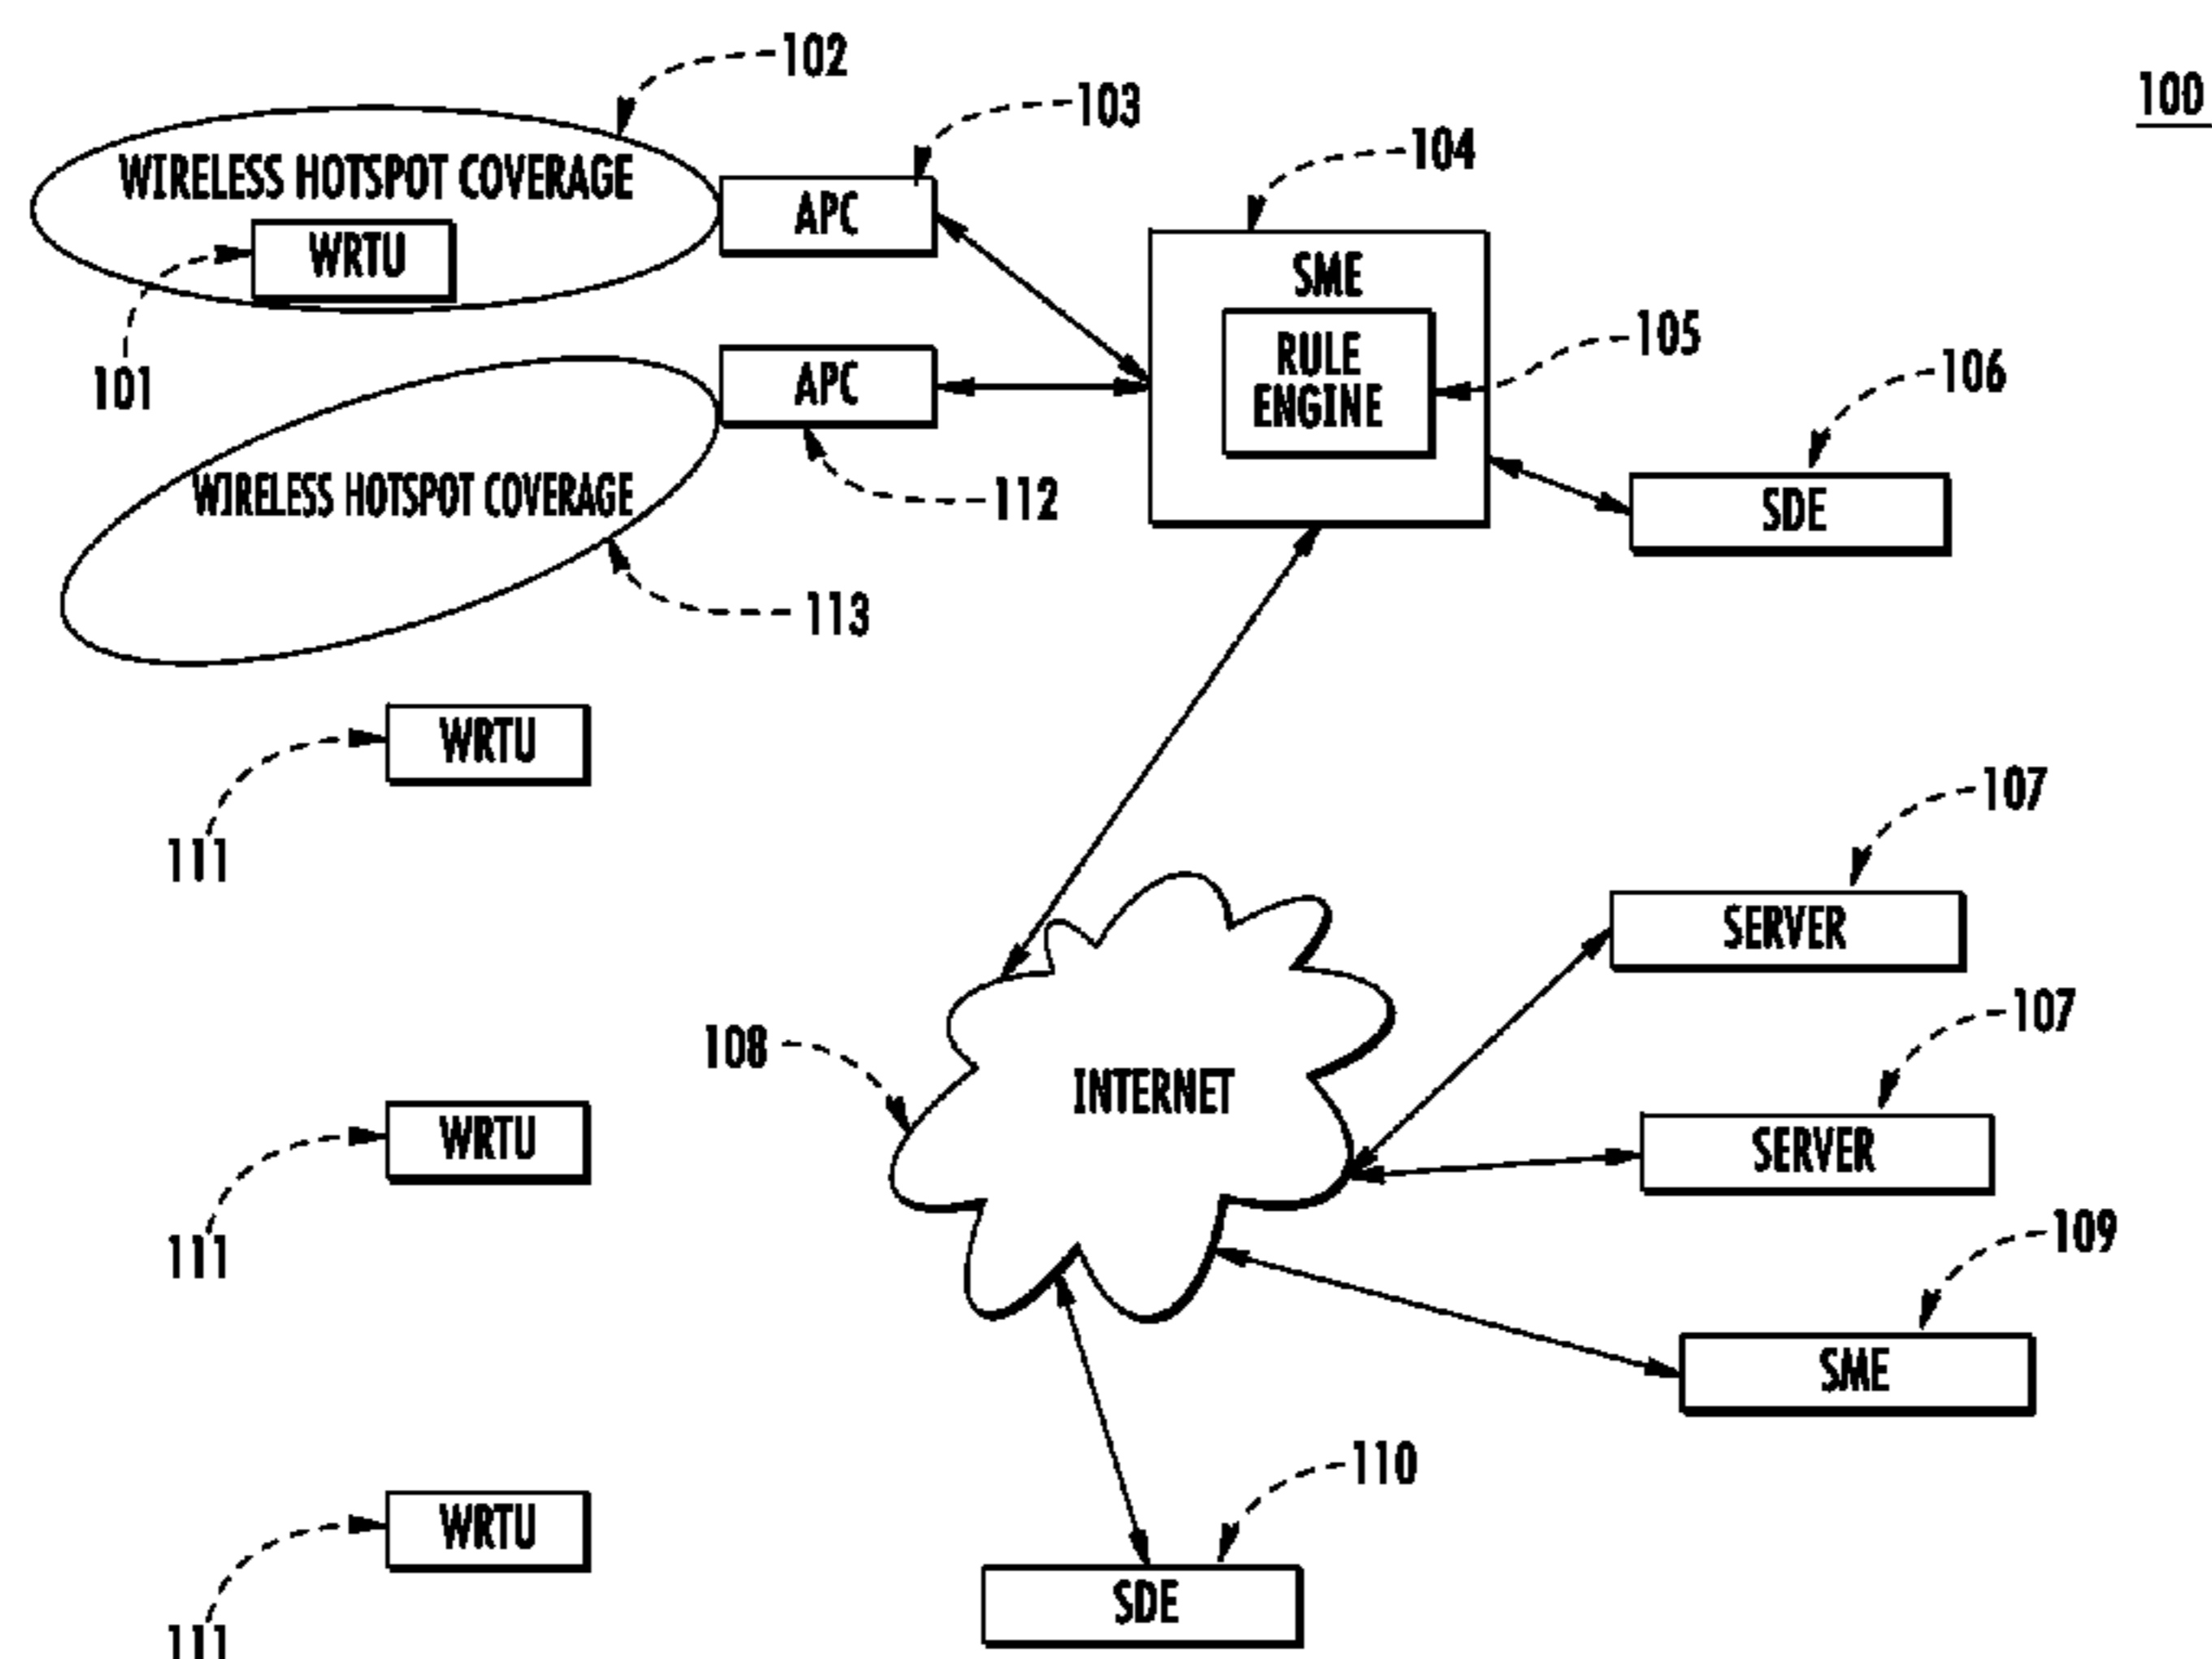 102
103
100
104
WIRELESS HOTSPOT COVERAGE
APC
WRTU
SME
RULE
ENGINE
105
106
101
APC
WIRELESS HOTSPOT COVERAGE
112
SDE
113
WRTU
107
111
SERVER
107
108
INTERNET
WRTU
SERVER
109
111
SME
110
WRTU
SDE
111